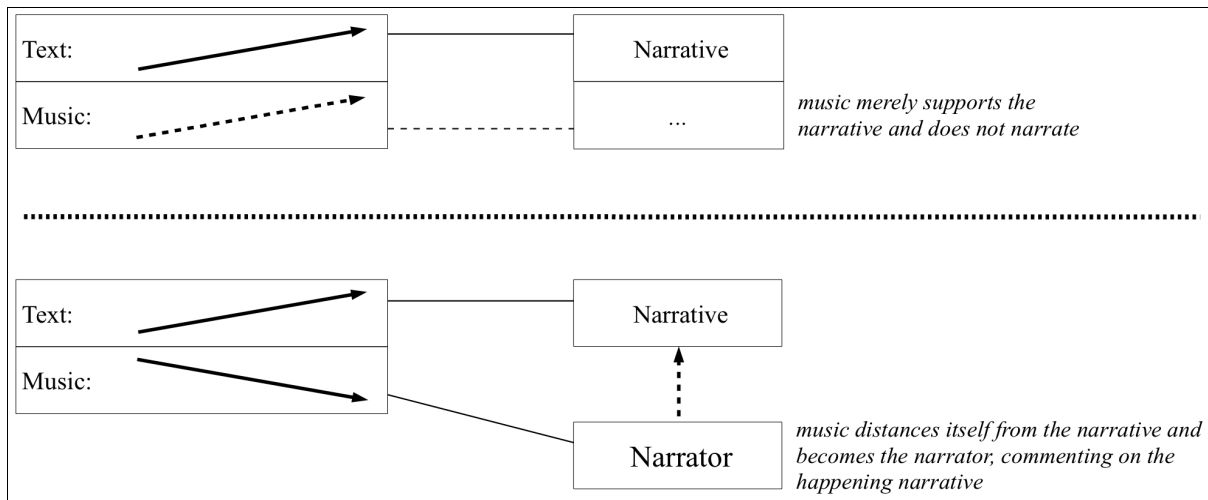 Text:
Narrative
Music:
...
music merely supports the
narrative and does not narrate
Text:
Narrative
Music:
Narrator
music distances itself from the narrative and
becomes the narrator, commenting on the
happening narrative